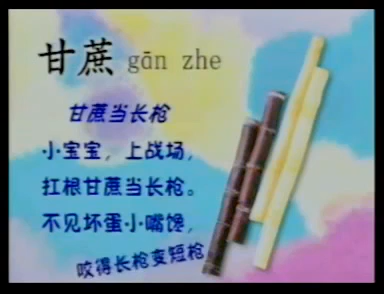 甘蔗 gān zhe
甘蔗当长枪
小宝宝，上战场，
扛根甘蔗当长枪。
不见坏蛋小嘴馋，
咬得长枪变短枪